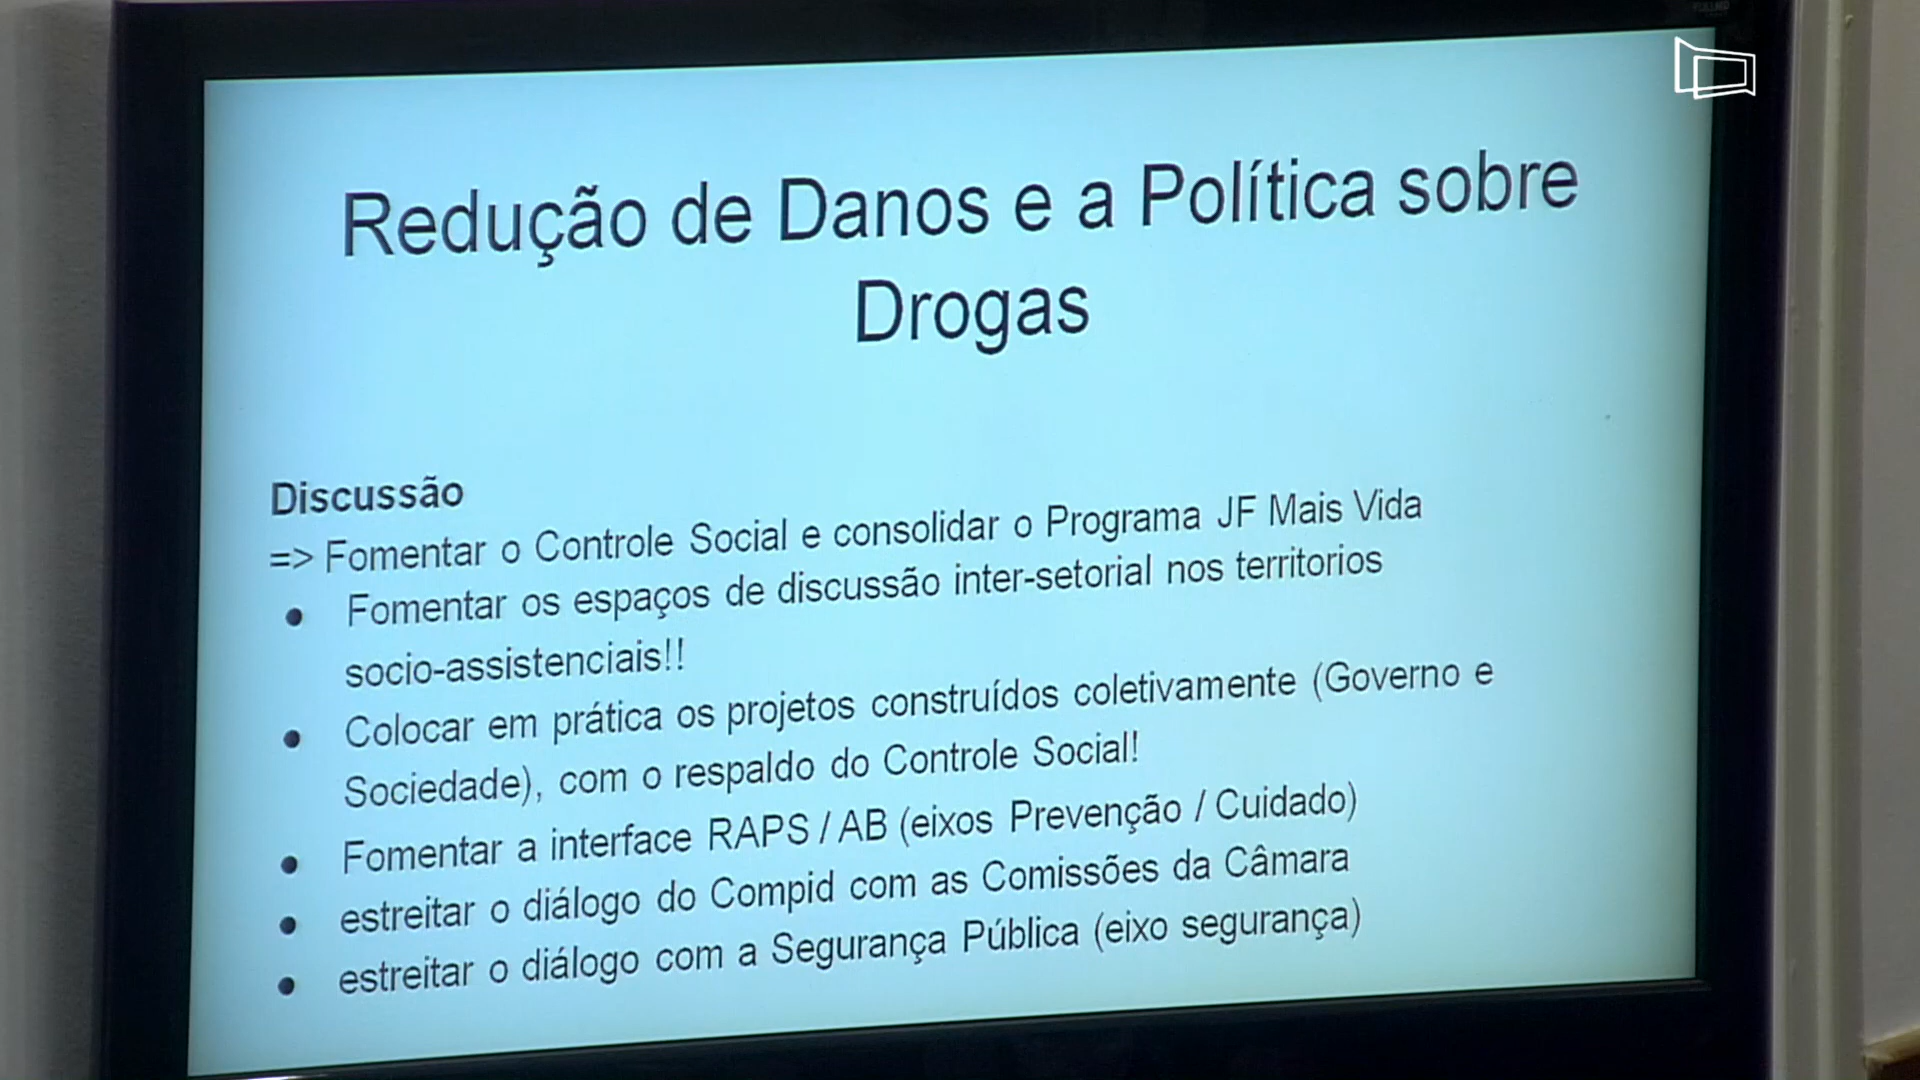 Redução de Danos e a Política sobre
Drogas
Discussão
=> Fomentar o Controle Social e consolidar o Programa JF Mais Vida
● Fomentar os espaços de discussão inter-setorial nos territorios
socio-assistenciais!!
● Colocar em prática os projetos construídos coletivamente (Governo e
Sociedade), com o respaldo do Controle Social!
● Fomentar a interface RAPS / AB (eixos Prevenção / Cuidado)
● estreitar o diálogo do Compid com as Comissões da Câmara
● estreitar o diálogo com a Segurança Pública (eixo segurança)